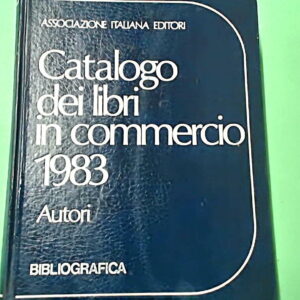 ASSOCIAZIONE ITALIANA EDITORI
Catalogo
dei libri
in commercio
1983
Autori
BIBLIOGRAFICA